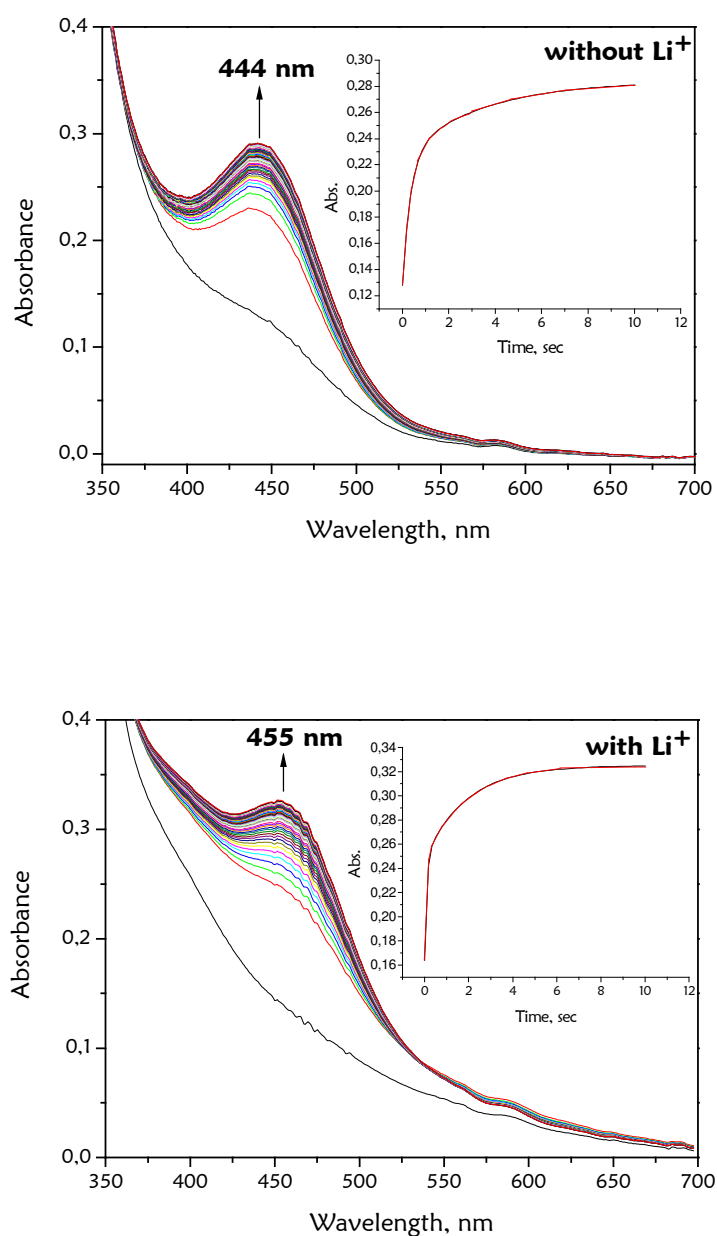 0,4
0,3
0,2
0,1
0,0
Absorbance
444 nm
without Li⁺
0,30
0,28
0,26
0,24
0,22
0,20
0,18
0,16
0,14
0,12
Abs.
0 2 4 6 8 10 12
Time, sec
350 400 450 500 550 600 650 700
Wavelength, nm
0,4
0,3
0,2
0,1
0,0
Absorbance
455 nm
with Li⁺
0,34
0,32
0,30
0,28
0,26
0,24
0,22
0,20
0,18
0,16
Abs.
0 2 4 6 8 10 12
Time, sec
350 400 450 500 550 600 650 700
Wavelength, nm